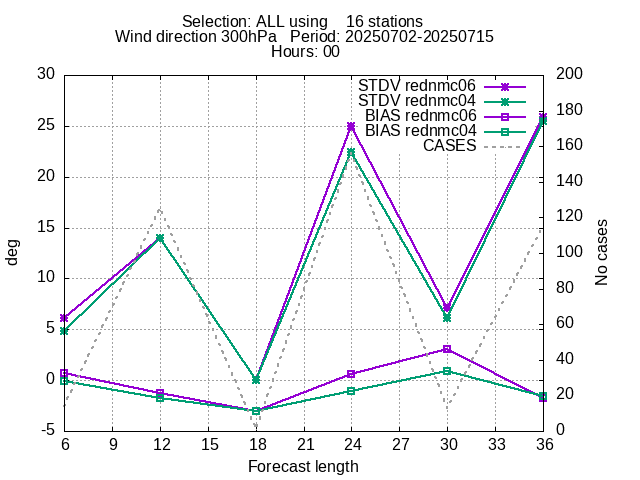 Selection: ALL using    16 stations
Wind direction 300hPa   Period: 20250702-20250715
Hours: 00
STDV rednmc06
STDV rednmc04
BIAS rednmc06
BIAS rednmc04
CASES
30
25
20
15
10
5
0
-5
deg
200
180
160
140
120
100
80
60
40
20
0
No cases
6 9 12 15 18 21 24 27 30 33 36
Forecast length